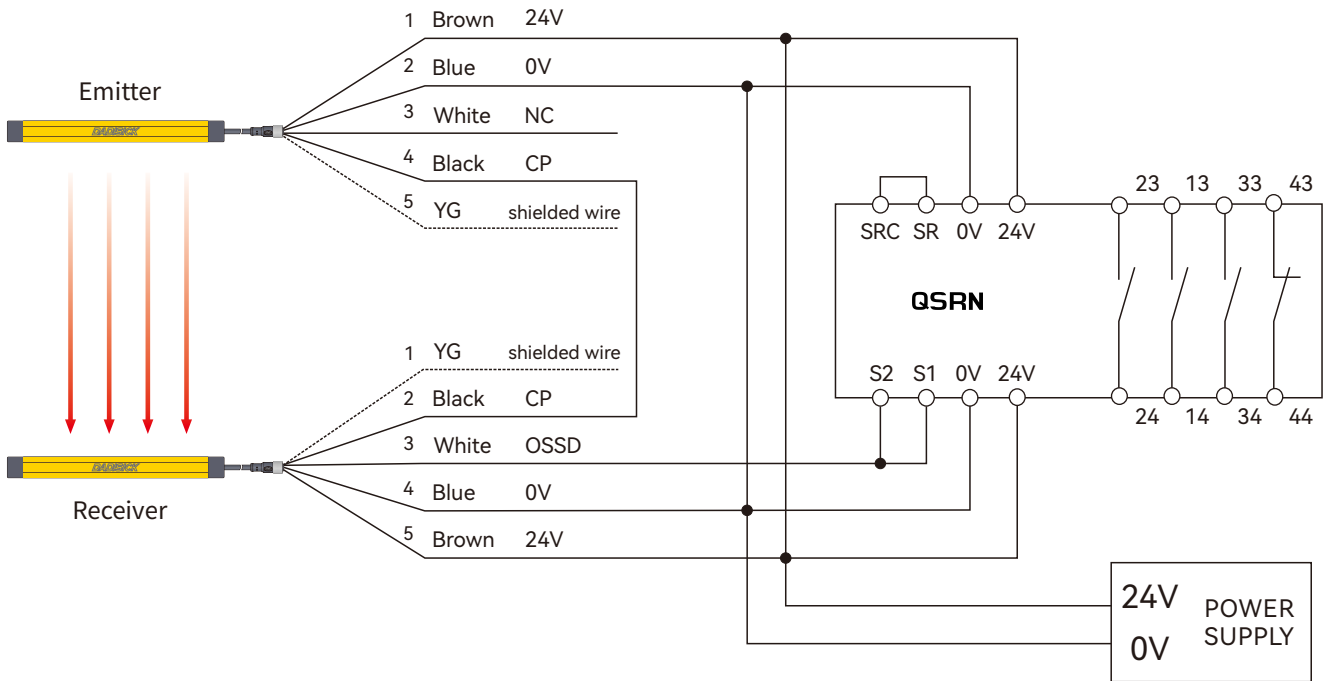 1 Brown 24V
2 Blue 0V
Emitter
3 White NC
DADISICK
4 Black CP
5 YG shielded wire
23 13 33 43
SRC SR 0V 24V
QSRN
1 YG shielded wire
S2 S1 0V 24V
2 Black CP
24 14 34 44
3 White OSSD
DADISICK
4 Blue 0V
Receiver
5 Brown 24V
24V
0V
POWER
SUPPLY